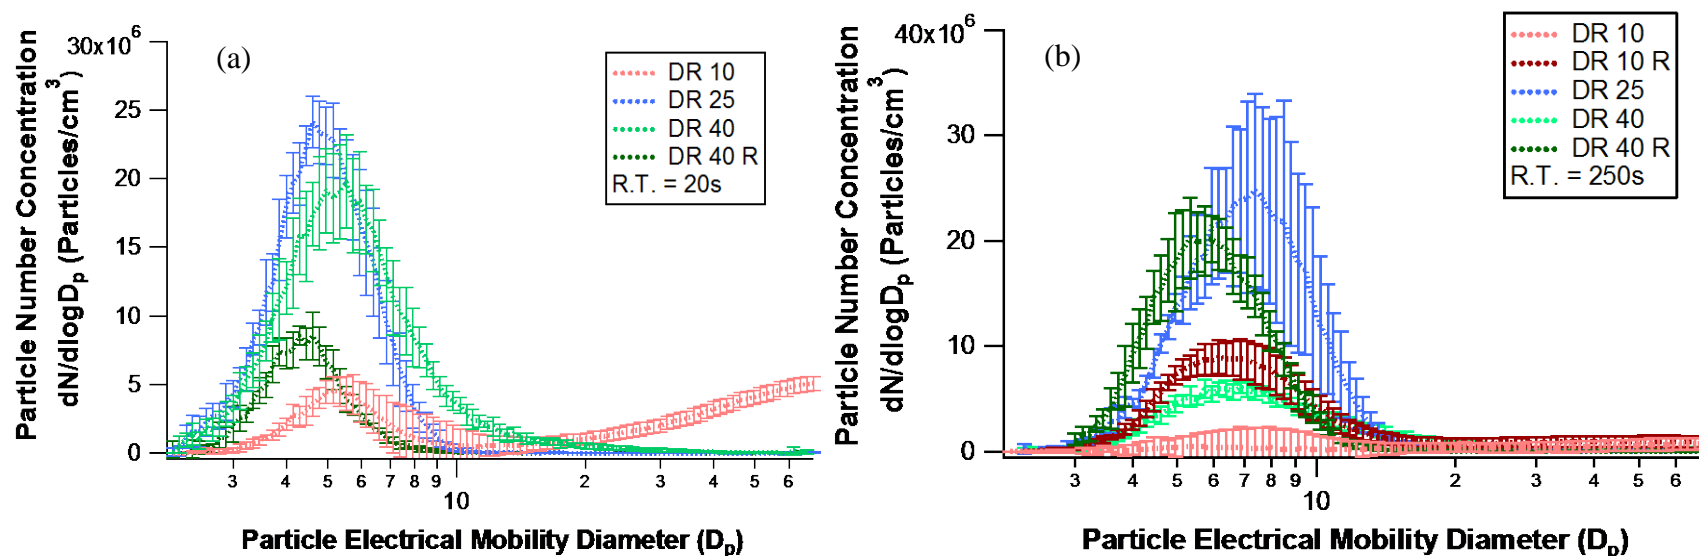 (a)
30x10^6
25
20
15
10
5
0
Particle Number Concentration
dN/dlogD_p (Particles/cm^3)
DR 10
DR 25
DR 40
DR 40 R
R.T. = 20s
3 4 5 6 7 8 9 10 2 3 4 5 6
Particle Electrical Mobility Diameter (D_p)
(b)
40x10^6
30
20
10
0
Particle Number Concentration
dN/dlogD_p (Particles/cm^3)
DR 10
DR 10 R
DR 25
DR 40
DR 40 R
R.T. = 250s
3 4 5 6 7 8 9 10 2 3 4 5 6
Particle Electrical Mobility Diameter (D_p)